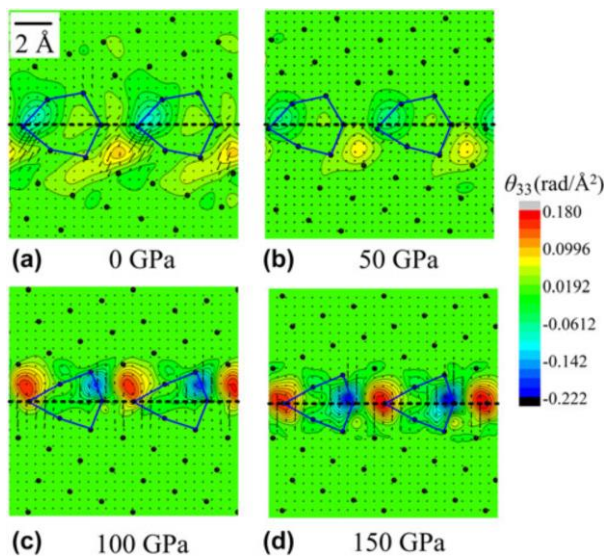 2 Å
θ33(rad/Å²)
0.180
0.0996
0.0192
-0.0612
-0.142
-0.222
(a) 0 GPa
(b) 50 GPa
(c) 100 GPa
(d) 150 GPa